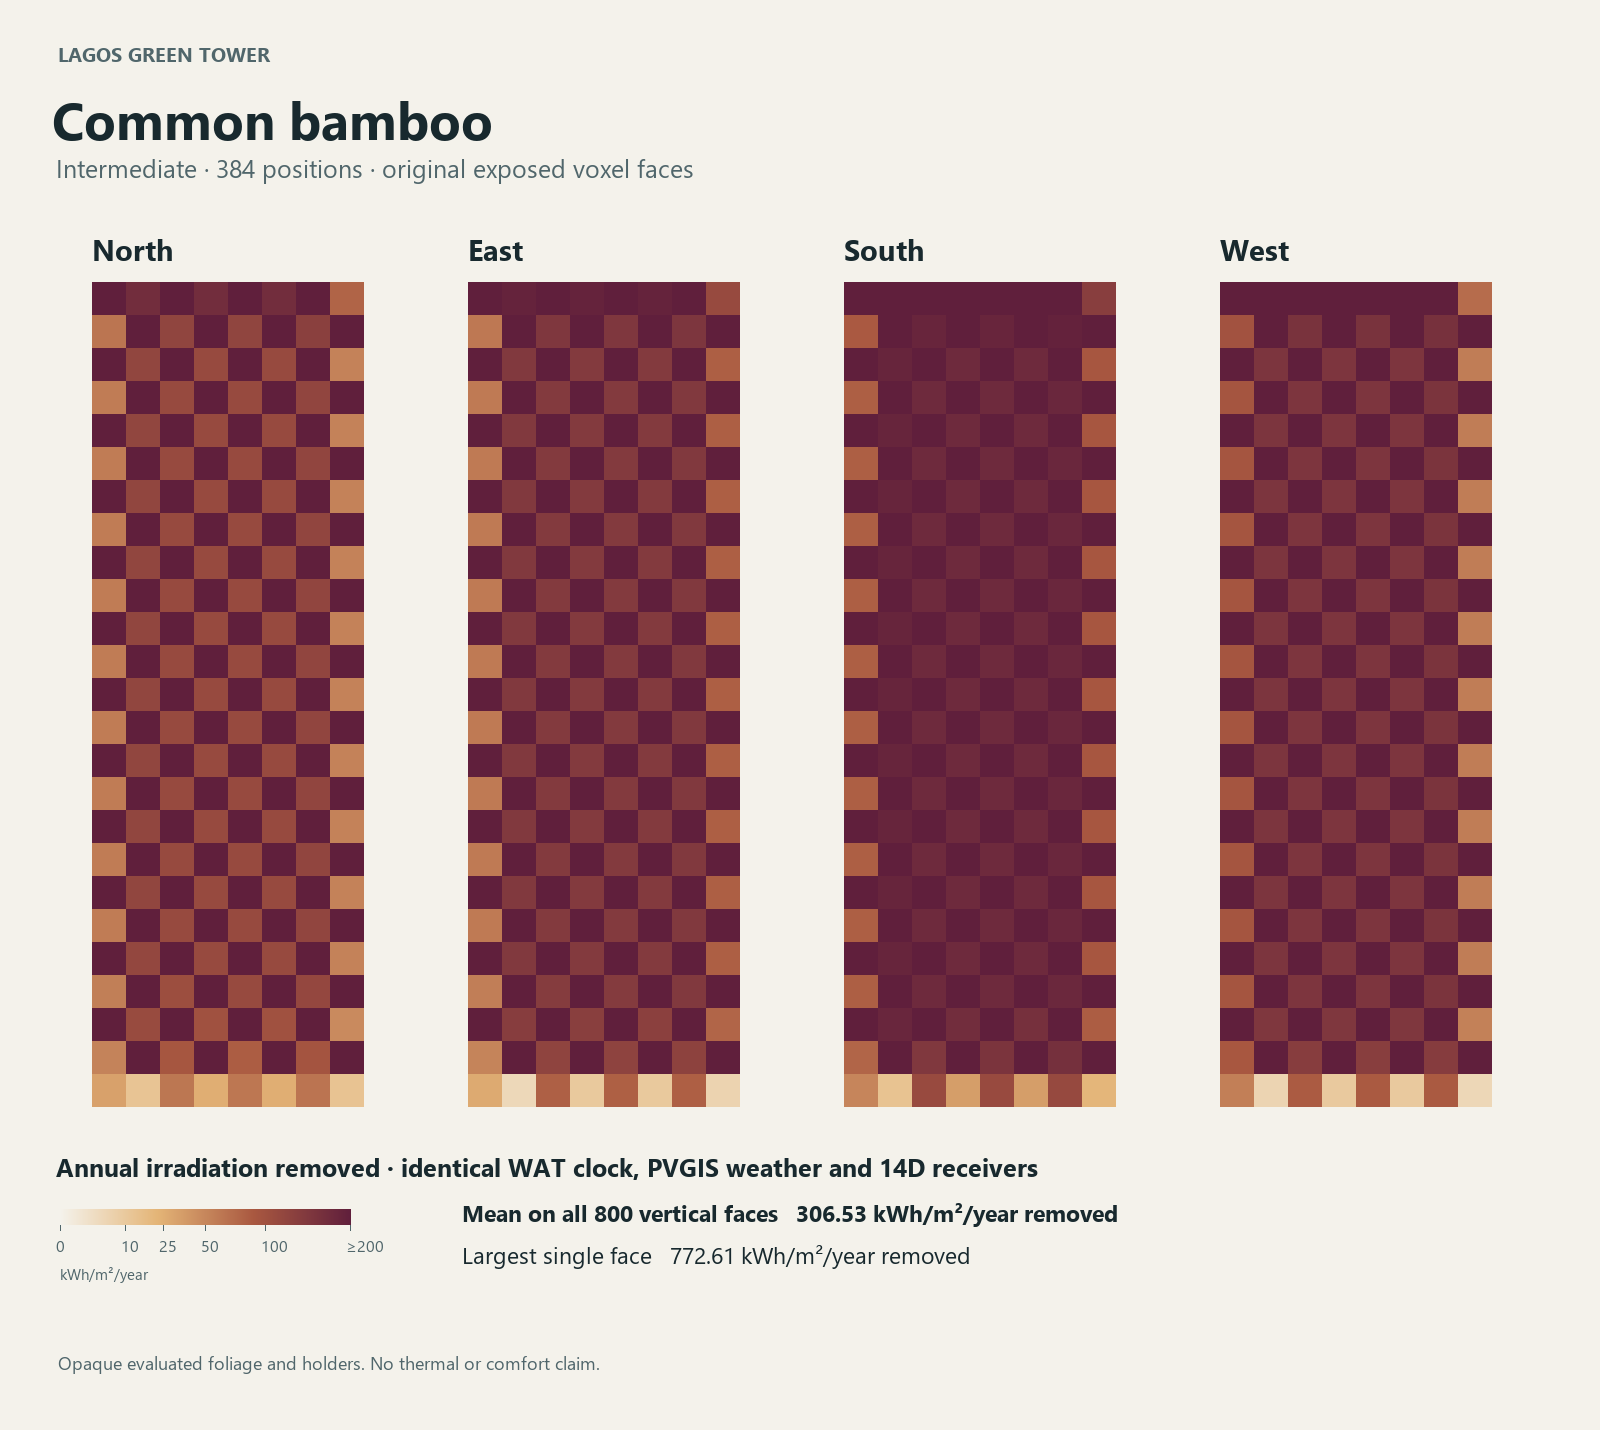 LAGOS GREEN TOWER
Common bamboo
Intermediate · 384 positions · original exposed voxel faces
North East South West
Annual irradiation removed · identical WAT clock, PVGIS weather and 14D receivers
Mean on all 800 vertical faces 306.53 kWh/m²/year removed
0 10 25 50 100 ≥200
Largest single face 772.61 kWh/m²/year removed
kWh/m²/year
Opaque evaluated foliage and holders. No thermal or comfort claim.